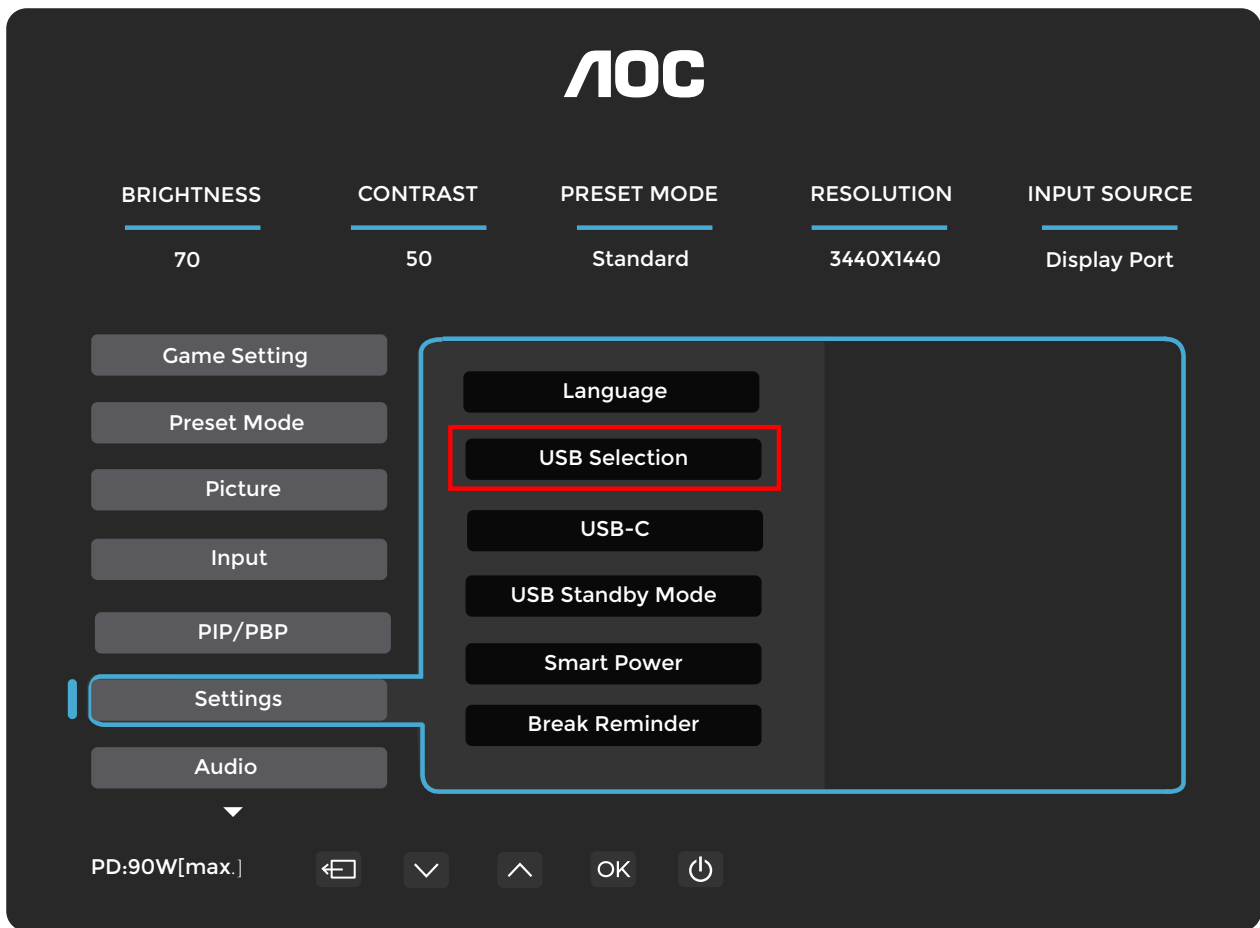 AOC
BRIGHTNESS CONTRAST PRESET MODE RESOLUTION INPUT SOURCE
70 50 Standard 3440X1440 Display Port
Game Setting
Preset Mode
Picture
Input
PIP/PBP
Settings
Audio
Language
USB Selection
USB-C
USB Standby Mode
Smart Power
Break Reminder
PD:90W[max.] OK